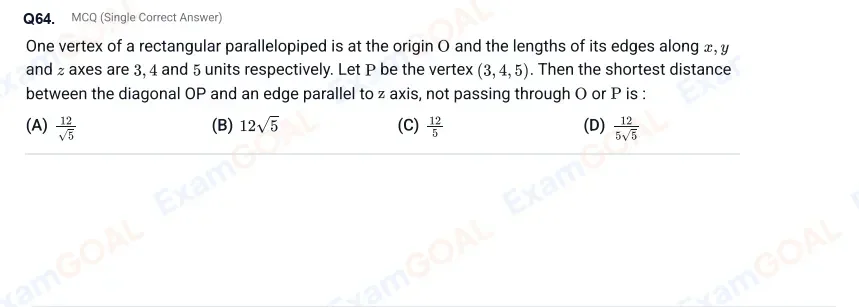 Q64. MCQ (Single Correct Answer)
One vertex of a rectangular parallelopiped is at the origin O and the lengths of its edges along x, y
and z axes are 3, 4 and 5 units respectively. Let P be the vertex (3, 4, 5). Then the shortest distance
between the diagonal OP and an edge parallel to z axis, not passing through O or P is :
(A) 12/√5 (B) 12√5 (C) 12/5 (D) 12/5√5
ExamGOAL ExamGOAL
ExamGOAL